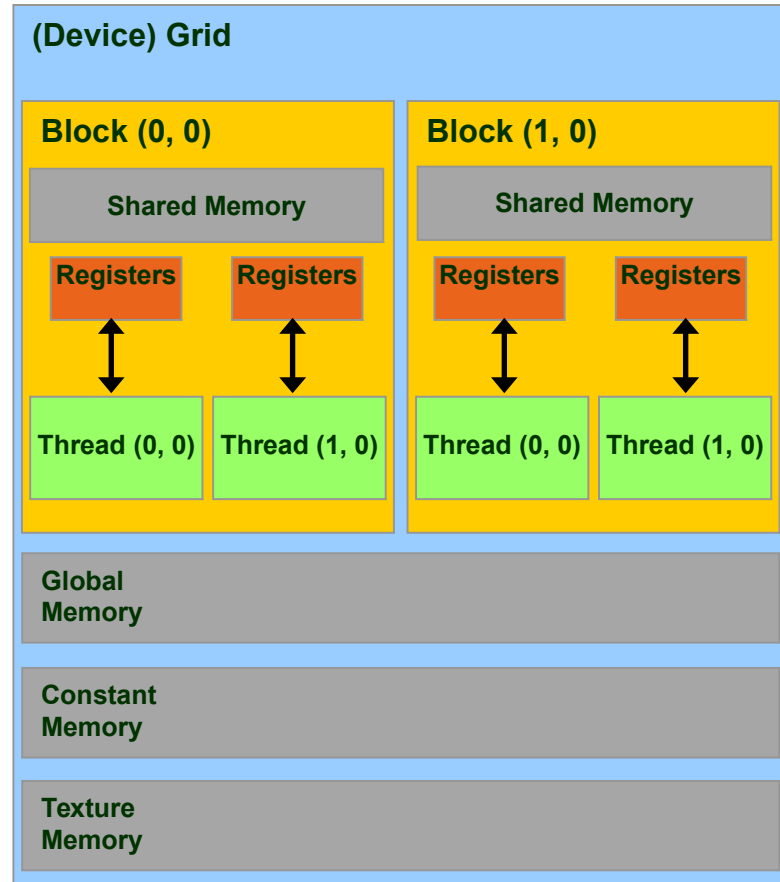 (Device) Grid
Block (0, 0)
Shared Memory
Registers
Registers
Thread (0, 0)
Thread (1, 0)
Block (1, 0)
Shared Memory
Registers
Registers
Thread (0, 0)
Thread (1, 0)
Global
Memory
Constant
Memory
Texture
Memory